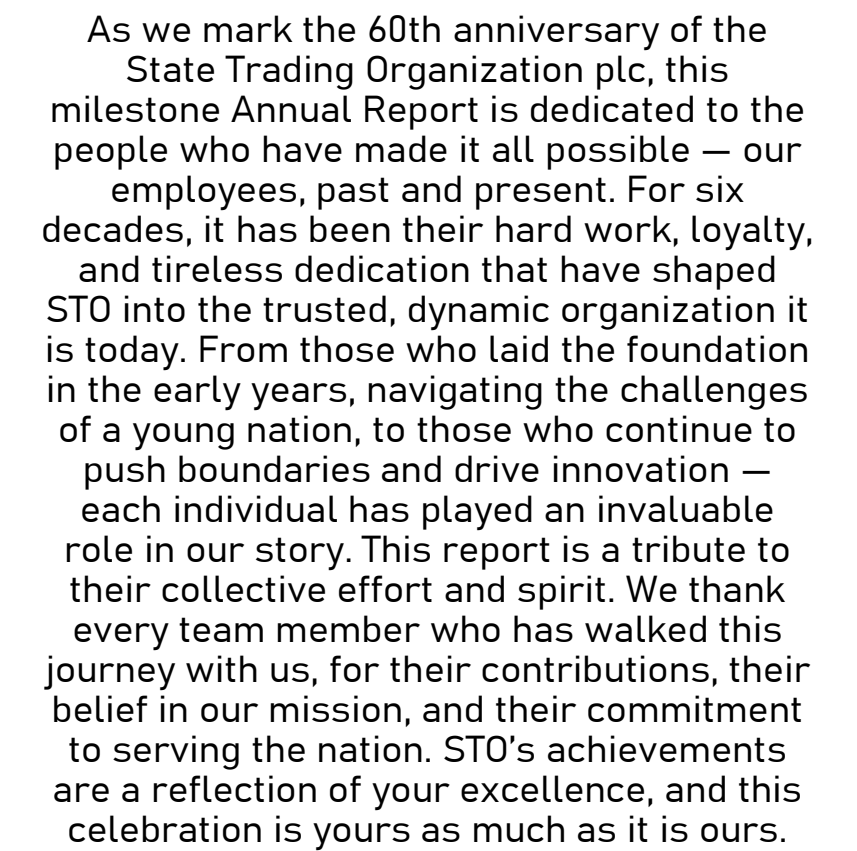 As we mark the 60th anniversary of the
State Trading Organization plc, this
milestone Annual Report is dedicated to the
people who have made it all possible — our
employees, past and present. For six
decades, it has been their hard work, loyalty,
and tireless dedication that have shaped
STO into the trusted, dynamic organization it
is today. From those who laid the foundation
in the early years, navigating the challenges
of a young nation, to those who continue to
push boundaries and drive innovation —
each individual has played an invaluable
role in our story. This report is a tribute to
their collective effort and spirit. We thank
every team member who has walked this
journey with us, for their contributions, their
belief in our mission, and their commitment
to serving the nation. STO’s achievements
are a reflection of your excellence, and this
celebration is yours as much as it is ours.